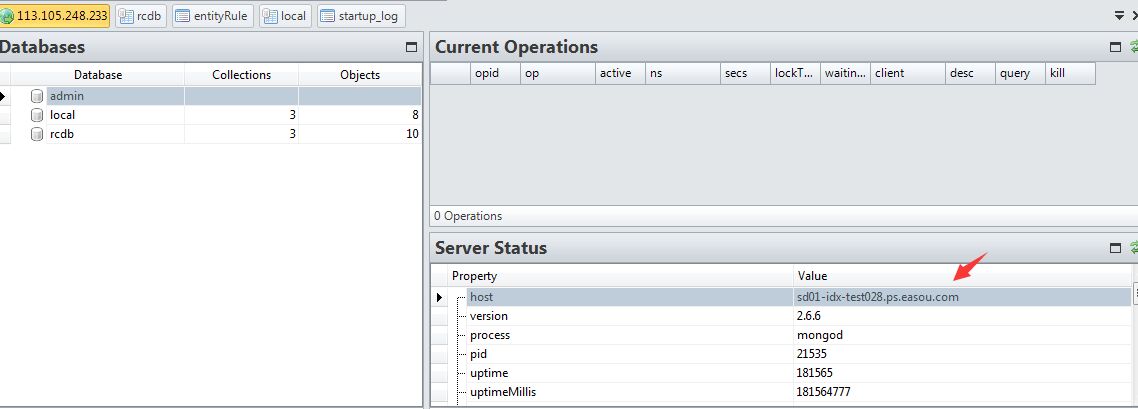 113.105.248.233 rcdb entityRule local startup_log
Databases
Database Collections Objects
admin
local 3 8
rcdb 3 10
Current Operations
opid op active ns secs lockT... waitin... client desc query kill
0 Operations
Server Status
Property Value
host sd01-idx-test028.ps.easou.com
version 2.6.6
process mongod
pid 21535
uptime 181565
uptimeMillis 181564777